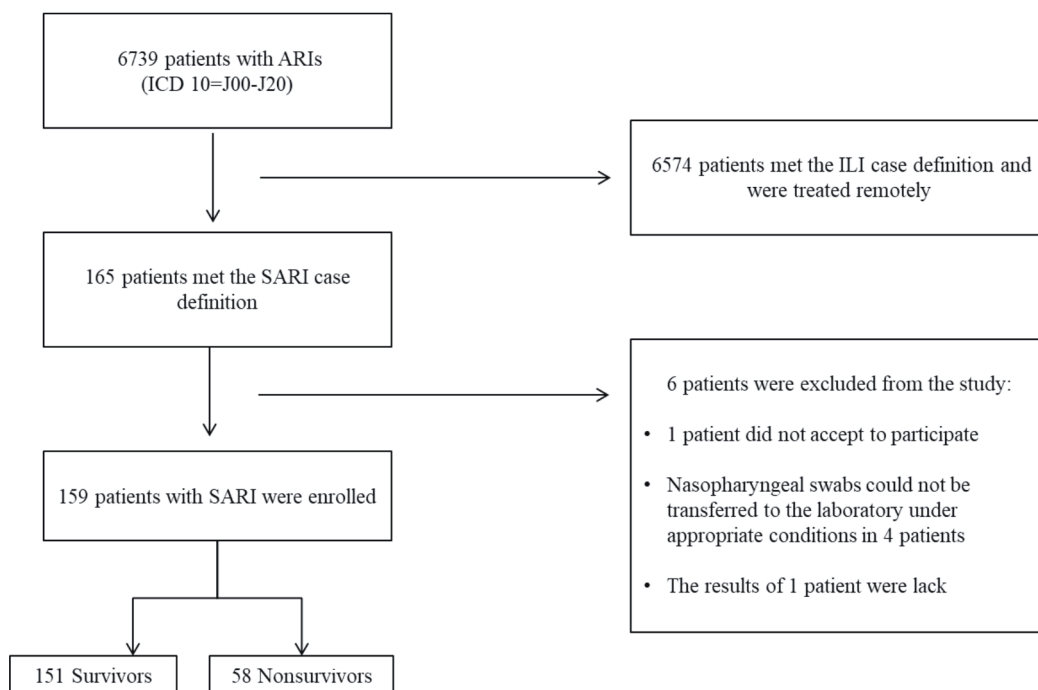 6739 patients with ARIs
(ICD 10=J00-J20)
6574 patients met the ILI case definition and
were treated remotely
165 patients met the SARI case
definition
6 patients were excluded from the study:
• 1 patient did not accept to participate
• Nasopharyngeal swabs could not be
transferred to the laboratory under
appropriate conditions in 4 patients
• The results of 1 patient were lack
159 patients with SARI were enrolled
151 Survivors
58 Nonsurvivors